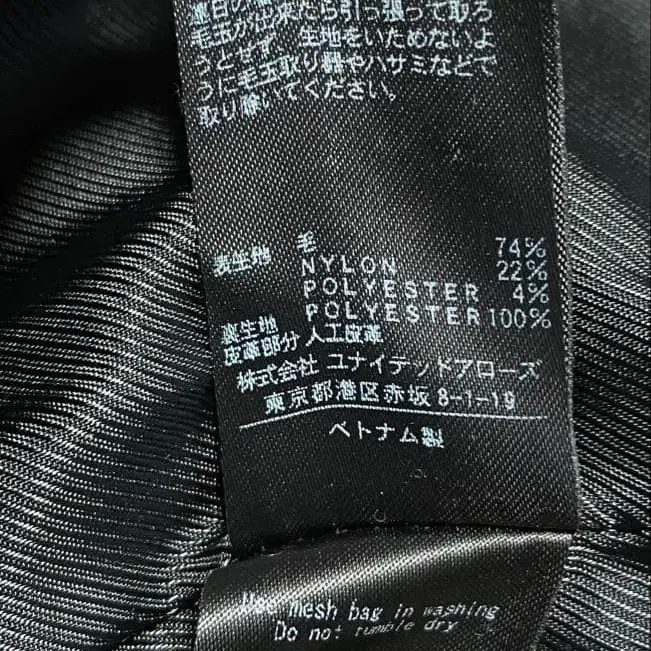 毛玉が出来たら引っ張って取ろ
うとせず 生地をいためないよ
うに毛玉取り器やハサミなどで
取り除いてください。
表生地 毛 74%
NYLON 22%
POLYESTER 4%
裏生地 POLYESTER 100%
皮革部分 人工皮革
株式会社 ユナイテッドアローズ
東京都港区赤坂 8-1-19
ベトナム製
Use mesh bag in washing
Do not tumble dry